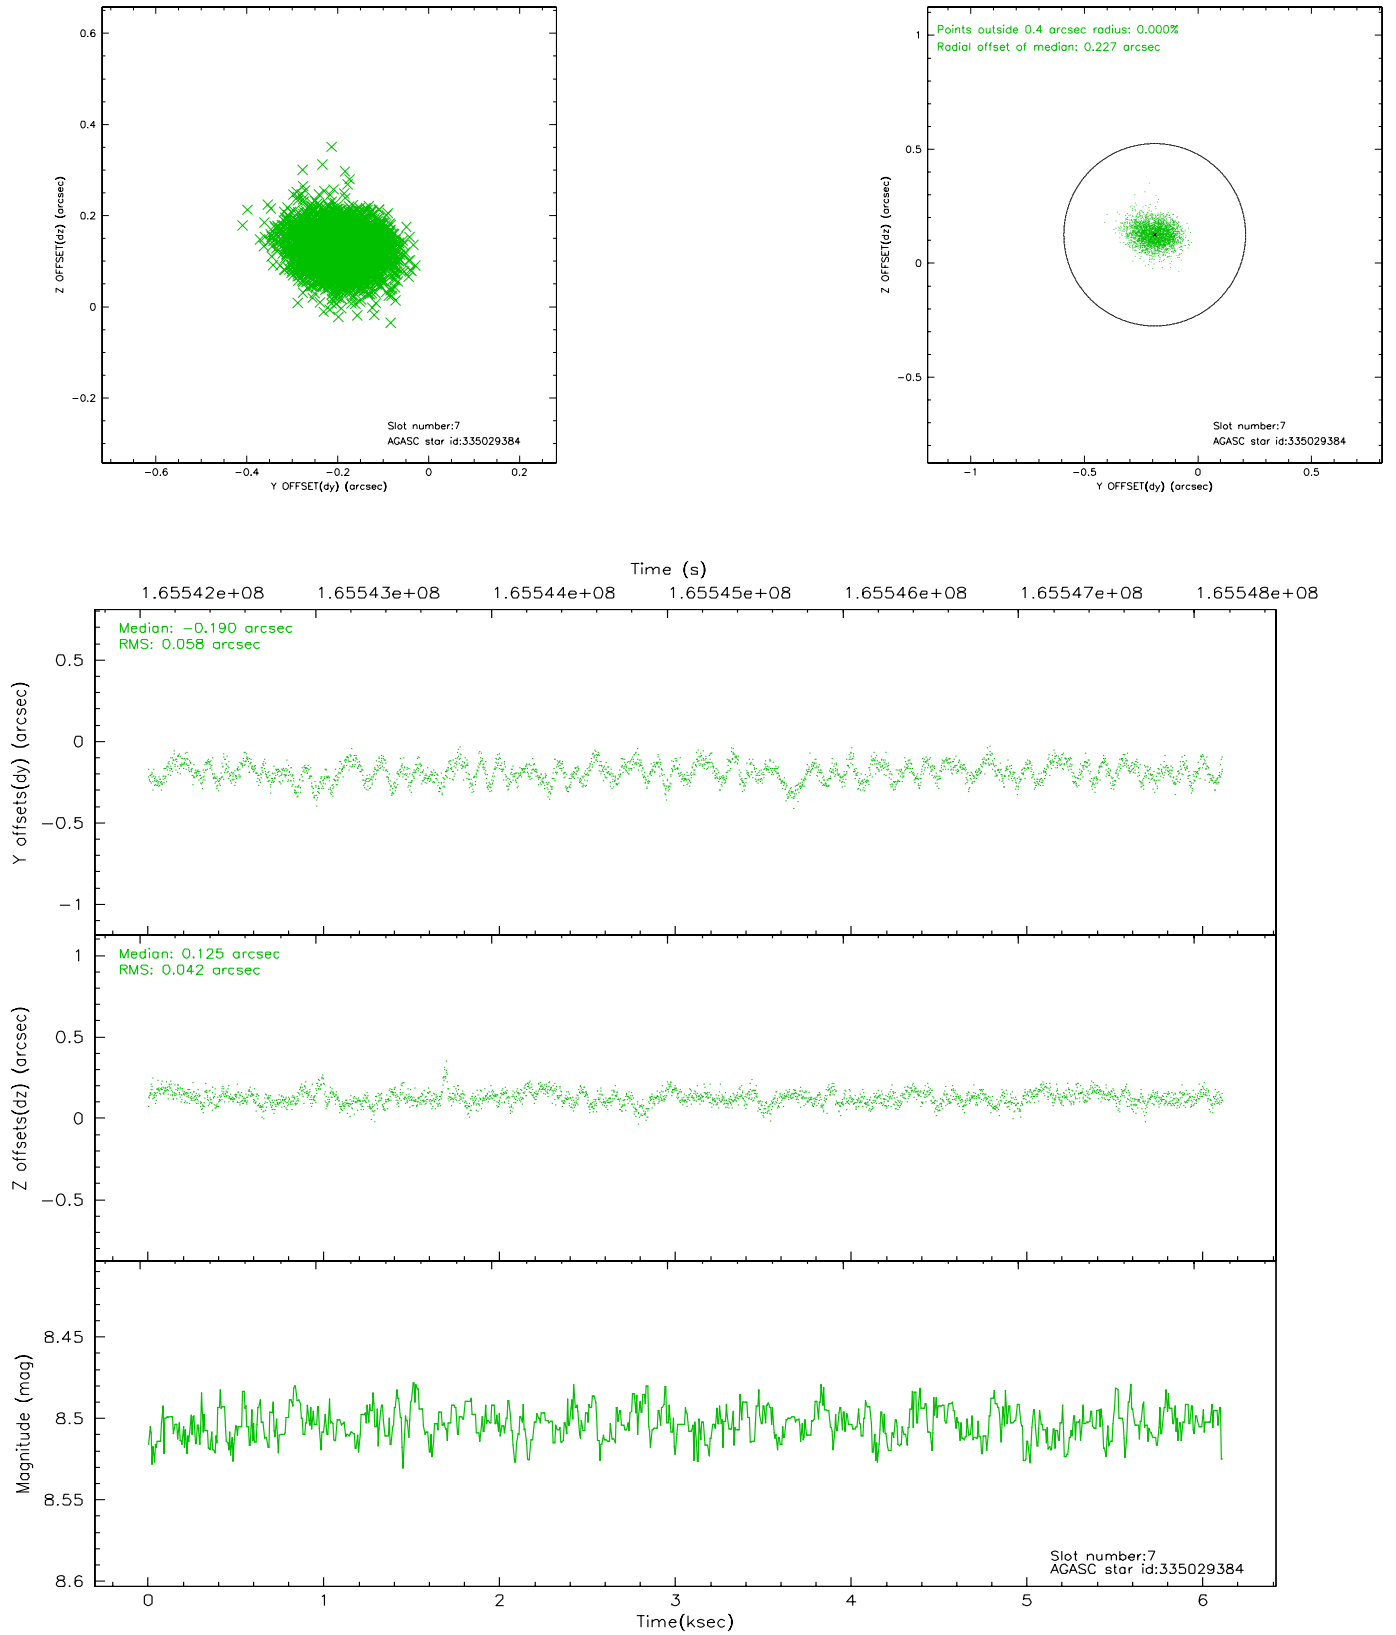 0.6
0.4
0.2
0
−0.2
Z OFFSET(dz) (arcsec)
Slot number:7
AGASC star id:335029384
−0.6 −0.4 −0.2 0 0.2
Y OFFSET(dy) (arcsec)
Points outside 0.4 arcsec radius: 0.000%
Radial offset of median: 0.227 arcsec
1
0.5
0
−0.5
Z OFFSET(dz) (arcsec)
Slot number:7
AGASC star id:335029384
−1 −0.5 0 0.5
Y OFFSET(dy) (arcsec)
Time (s)
1.65542e+08 1.65543e+08 1.65544e+08 1.65545e+08 1.65546e+08 1.65547e+08 1.65548e+08
Median: −0.190 arcsec
RMS: 0.058 arcsec
0.5
0
−0.5
−1
Y offsets(dy) (arcsec)
Median: 0.125 arcsec
RMS: 0.042 arcsec
1
0.5
0
−0.5
Z offsets(dz) (arcsec)
8.45
8.5
8.55
8.6
Magnitude (mag)
Slot number:7
AGASC star id:335029384
0 1 2 3 4 5 6
Time(ksec)